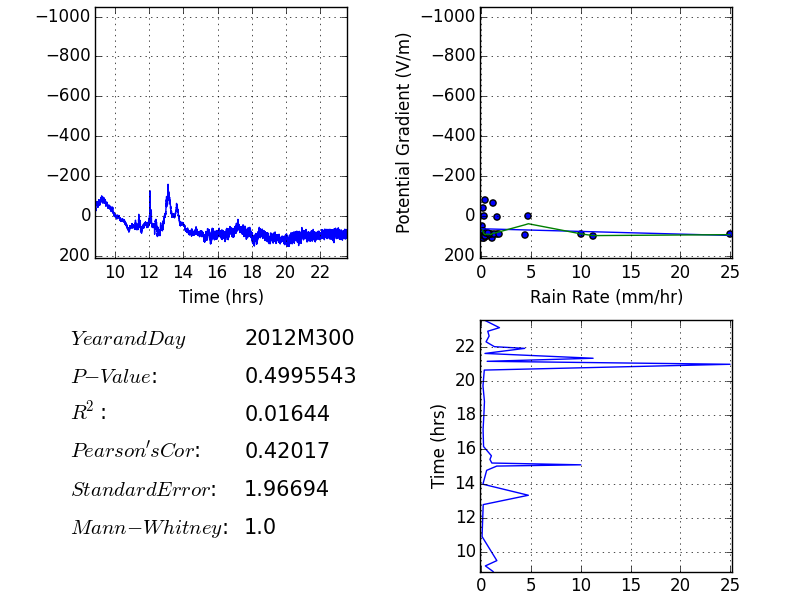 −1000
−800
−600
−400
−200
0
200
10 12 14 16 18 20 22
Time (hrs)
Potential Gradient (V/m)
−1000
−800
−600
−400
−200
0
200
0 5 10 15 20 25
Rain Rate (mm/hr)
YearandDay 2012M300
P−Value: 0.4995543
R²: 0.01644
Pearson′sCor: 0.42017
StandardError: 1.96694
Mann−Whitney: 1.0
Time (hrs)
22
20
18
16
14
12
10
0 5 10 15 20 25